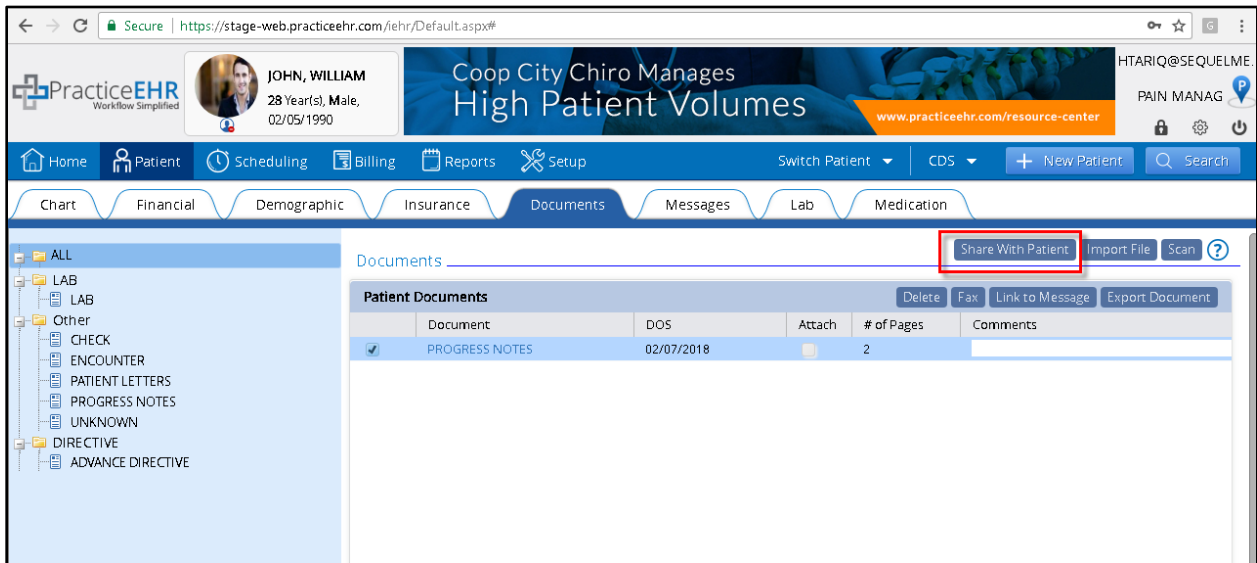 Secure | https://stage-web.practiceehr.com/iehr/Default.aspx#
G
PracticeEHR
Workflow Simplified
JOHN, WILLIAM
28 Year(s), Male,
02/05/1990
Coop City Chiro Manages
High Patient Volumes
www.practiceehr.com/resource-center
HTARIQ@SEQUELME.
PAIN MANAG
P
Home Patient Scheduling Billing Reports Setup Switch Patient CDS + New Patient Search
Chart Financial Demographic Insurance Documents Messages Lab Medication
ALL
LAB
LAB
Other
CHECK
ENCOUNTER
PATIENT LETTERS
PROGRESS NOTES
UNKNOWN
DIRECTIVE
ADVANCE DIRECTIVE
Documents
Share With Patient Import File Scan ?
Patient Documents Delete Fax Link to Message Export Document
Document DOS Attach # of Pages Comments
PROGRESS NOTES 02/07/2018 2